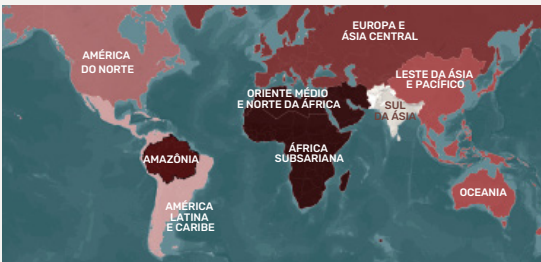 EUROPA E
ÁSIA CENTRAL
AMÉRICA
DO NORTE
LESTE DA ÁSIA
E PACÍFICO
ORIENTE MÉDIO
E NORTE DA ÁFRICA
SUL
DA ÁSIA
AMAZÔNIA
ÁFRICA
SUBSARIANA
OCEANIA
AMÉRICA
LATINA
E CARIBE